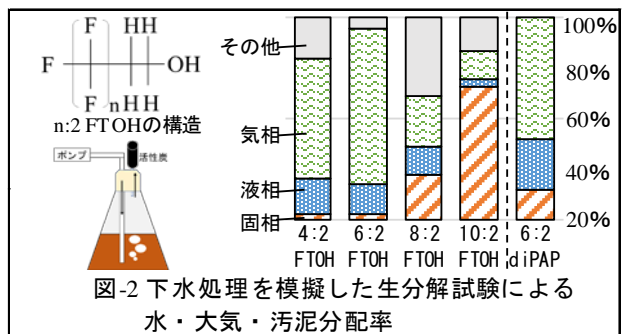 F
HH
F
OH
F
n HH
n:2 FTOHの構造
ポンプ
活性炭
その他
気相
液相
固相
100%
80%
60%
40%
20%
4:2
FTOH
6:2
FTOH
8:2
FTOH
10:2
FTOH
6:2
diPAP
図-2 下水処理を模擬した生分解試験による
水・大気・汚泥分配率